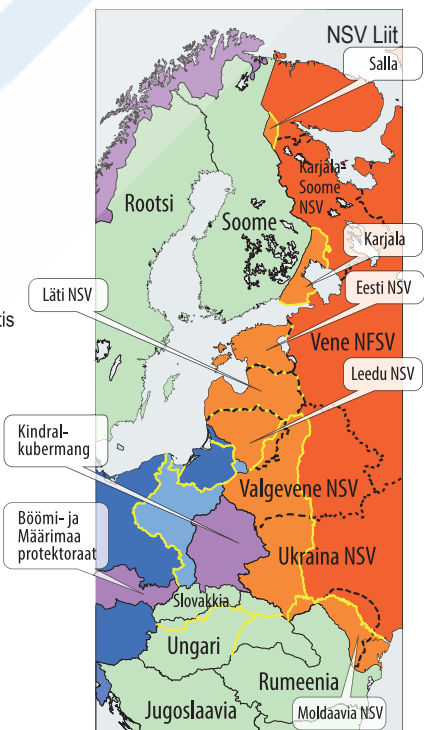 NSV Liit
Salla
Karjala-
Soome
NSV
Rootsi
Soome
Karjala
Eesti NSV
Läti NSV
tis
Vene NFSV
Leedu NSV
Kindral-
kubermang
Valgevene NSV
Böömi- ja
Määrimaa
protektoraat
Ukraina NSV
Slovakkia
Ungari
Rumeenia
Moldaavia NSV
Jugoslaavia